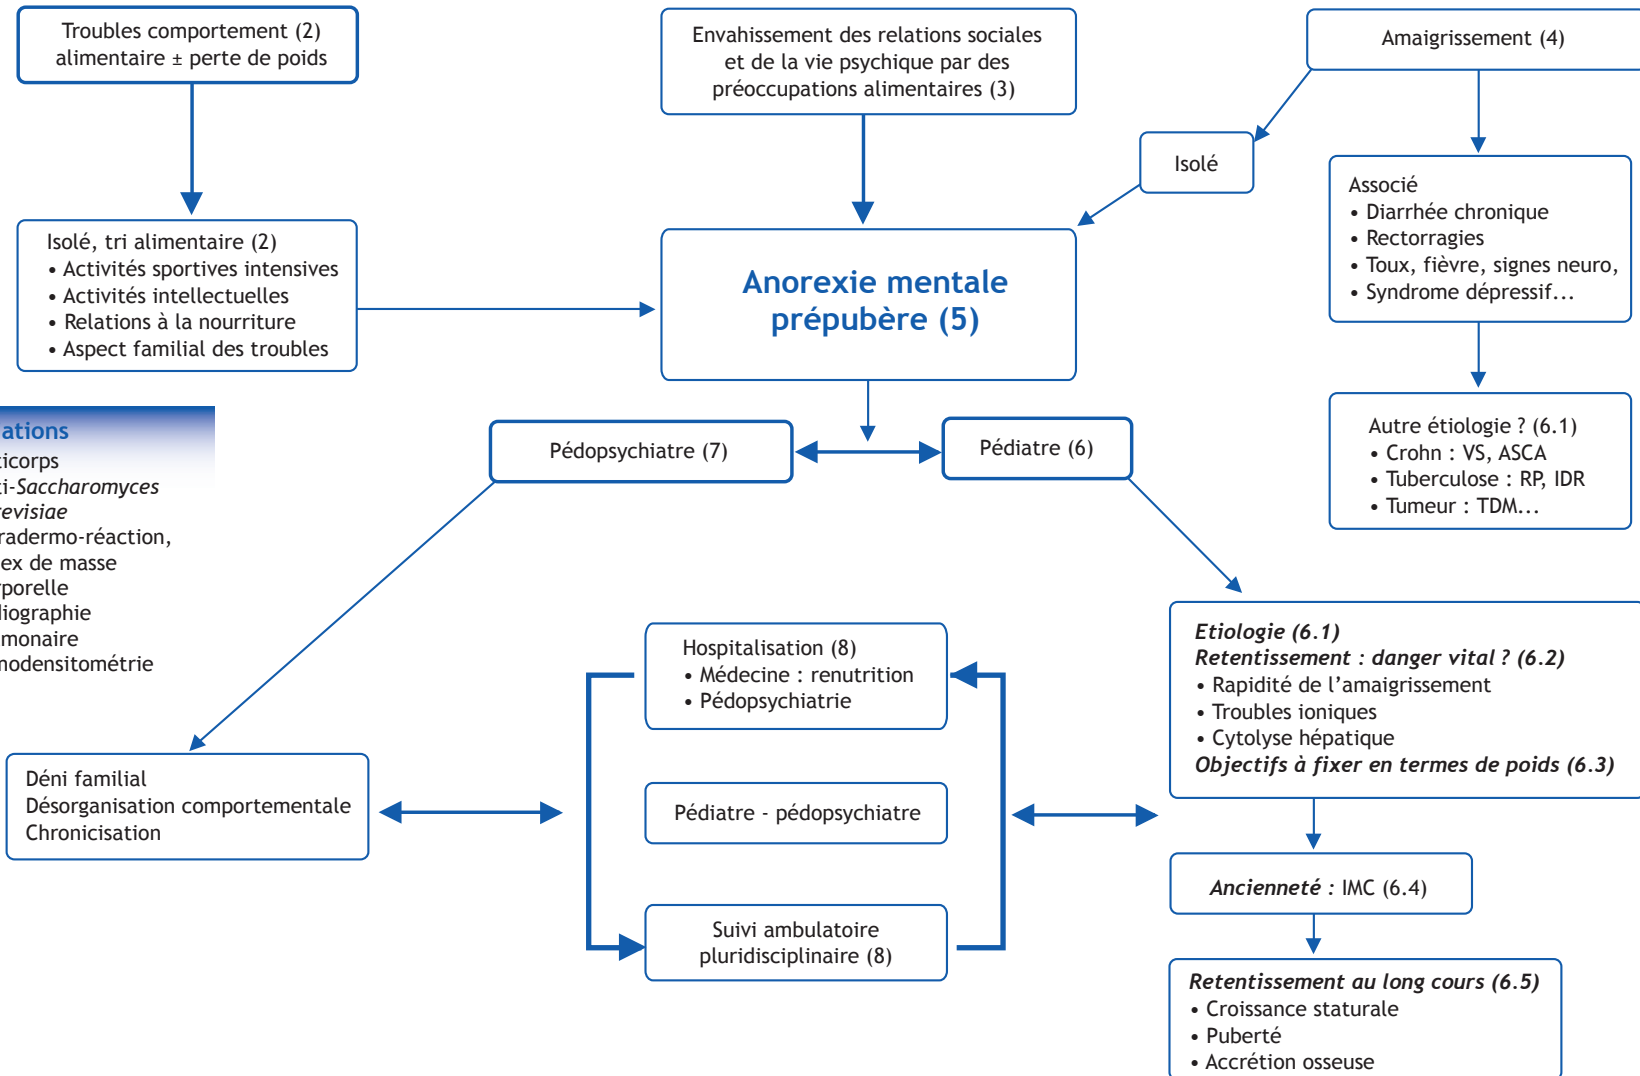 Troubles comportement (2)
alimentaire ± perte de poids
Envahissement des relations sociales
et de la vie psychique par des
préoccupations alimentaires (3)
Amaigrissement (4)
Isolé
Associé
• Diarrhée chronique
• Rectorragies
• Toux, fièvre, signes neuro,
• Syndrome dépressif...
Isolé, tri alimentaire (2)
• Activités sportives intensives
• Activités intellectuelles
• Relations à la nourriture
• Aspect familial des troubles
Anorexie mentale
prépubère (5)
Autre étiologie ? (6.1)
• Crohn : VS, ASCA
• Tuberculose : RP, IDR
• Tumeur : TDM...
Pédopsychiatre (7)
Pédiatre (6)
ations
ticorps
ti-Saccharomyces
revisiae
radermo-réaction,
ex de masse
rporelle
diographie
lmonaire
modensitométrie
Etiologie (6.1)
Retentissement : danger vital ? (6.2)
• Rapidité de l'amaigrissement
• Troubles ioniques
• Cytolyse hépatique
Objectifs à fixer en termes de poids (6.3)
Hospitalisation (8)
• Médecine : renutrition
• Pédopsychiatrie
Déni familial
Désorganisation comportementale
Chronicisation
Pédiatre - pédopsychiatre
Ancienneté : IMC (6.4)
Suivi ambulatoire
pluridisciplinaire (8)
Retentissement au long cours (6.5)
• Croissance staturale
• Puberté
• Accrétion osseuse